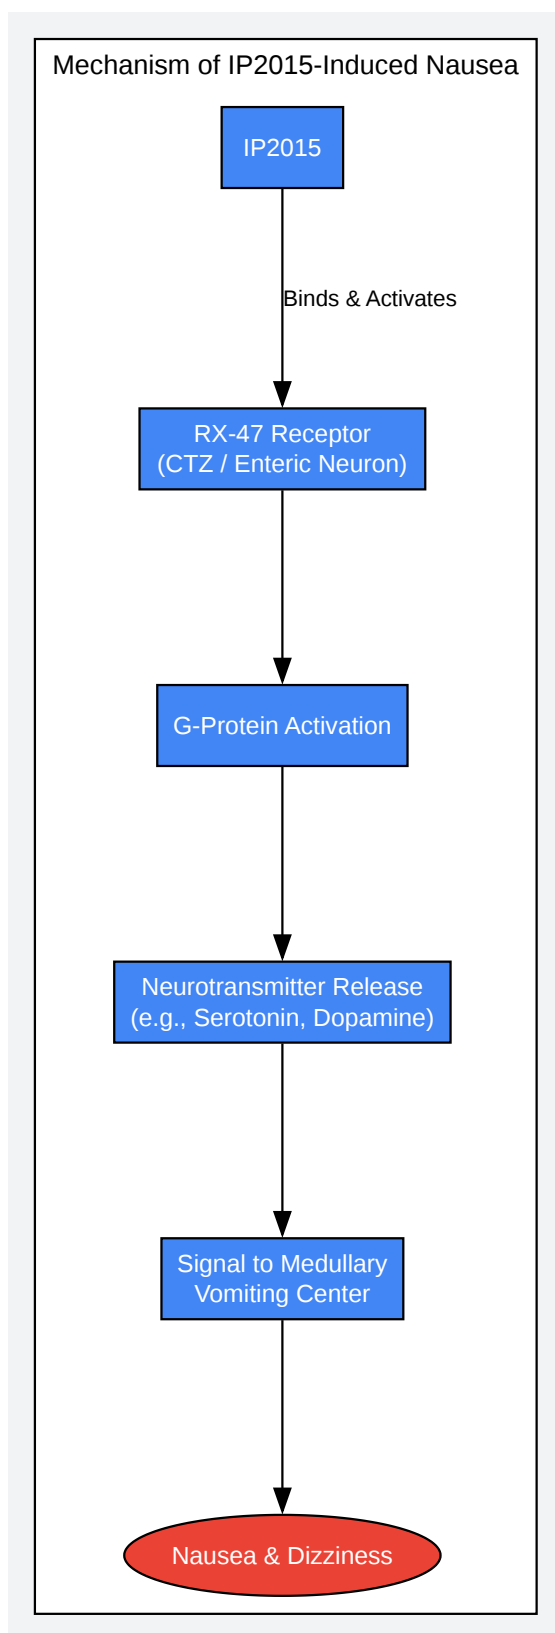 Mechanism of IP2015-Induced Nausea
IP2015
Binds & Activates
RX-47 Receptor
(CTZ / Enteric Neuron)
G-Protein Activation
Neurotransmitter Release
(e.g., Serotonin, Dopamine)
Signal to Medullary
Vomiting Center
Nausea & Dizziness